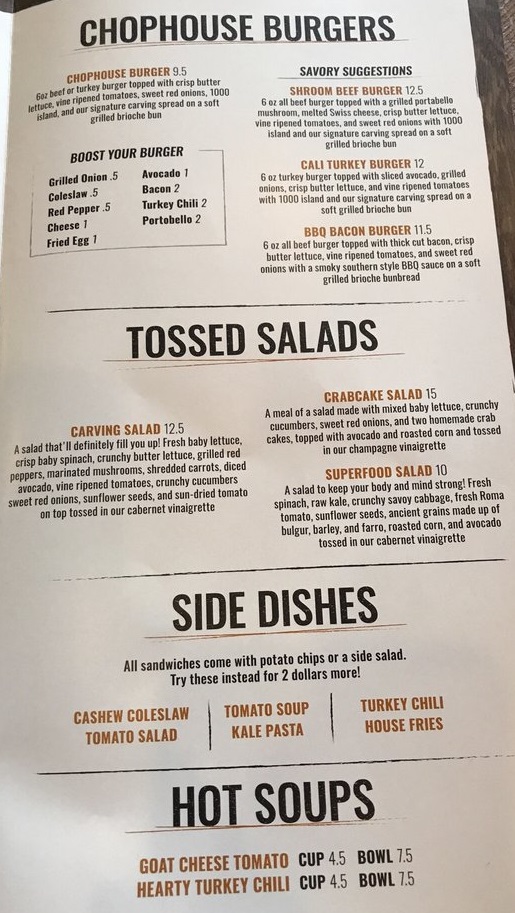 CHOPHOUSE BURGERS
CHOPHOUSE BURGER 9.5
6oz beef or turkey burger topped with crisp butter
lettuce, vine ripened tomatoes, sweet red onions, 1000
island, and our signature carving spread on a soft
grilled brioche bun
BOOST YOUR BURGER
Grilled Onion .5
Coleslaw .5
Red Pepper .5
Cheese 1
Fried Egg 1
Avocado 1
Bacon 2
Turkey Chili 2
Portobello 2
SAVORY SUGGESTIONS
SHROOM BEEF BURGER 12.5
6 oz all beef burger topped with a grilled portabello
mushroom, melted Swiss cheese, crisp butter lettuce,
vine ripened tomatoes, and sweet red onions with 1000
island and our signature carving spread on a soft
grilled brioche bun
CALI TURKEY BURGER 12
6 oz turkey burger topped with sliced avocado, grilled
onions, crisp butter lettuce, and vine ripened tomatoes
with 1000 island and our signature carving spread on a
soft grilled brioche bun
BBQ BACON BURGER 11.5
6 oz all beef burger topped with thick cut bacon, crisp
butter lettuce, vine ripened tomatoes, and sweet red
onions with a smoky southern style BBQ sauce on a soft
grilled brioche bunbread
TOSSED SALADS
CARVING SALAD 12.5
A salad that'll definitely fill you up! Fresh baby lettuce,
crisp baby spinach, crunchy butter lettuce, grilled red
peppers, marinated mushrooms, shredded carrots, diced
avocado, vine ripened tomatoes, crunchy cucumbers
sweet red onions, sunflower seeds, and sun-dried tomato
on top tossed in our cabernet vinaigrette
CRABCAKE SALAD 15
A meal of a salad made with mixed baby lettuce, crunchy
cucumbers, sweet red onions, and two homemade crab
cakes, topped with avocado and roasted corn and tossed
in our champagne vinaigrette
SUPERFOOD SALAD 10
A salad to keep your body and mind strong! Fresh
spinach, raw kale, crunchy savoy cabbage, fresh Roma
tomato, sunflower seeds, ancient grains made up of
bulgur, barley, and farro, roasted corn, and avocado
tossed in our cabernet vinaigrette
SIDE DISHES
All sandwiches come with potato chips or a side salad.
Try these instead for 2 dollars more!
CASHEW COLESLAW
TOMATO SALAD
TOMATO SOUP
KALE PASTA
TURKEY CHILI
HOUSE FRIES
HOT SOUPS
GOAT CHEESE TOMATO CUP 4.5 BOWL 7.5
HEARTY TURKEY CHILI CUP 4.5 BOWL 7.5